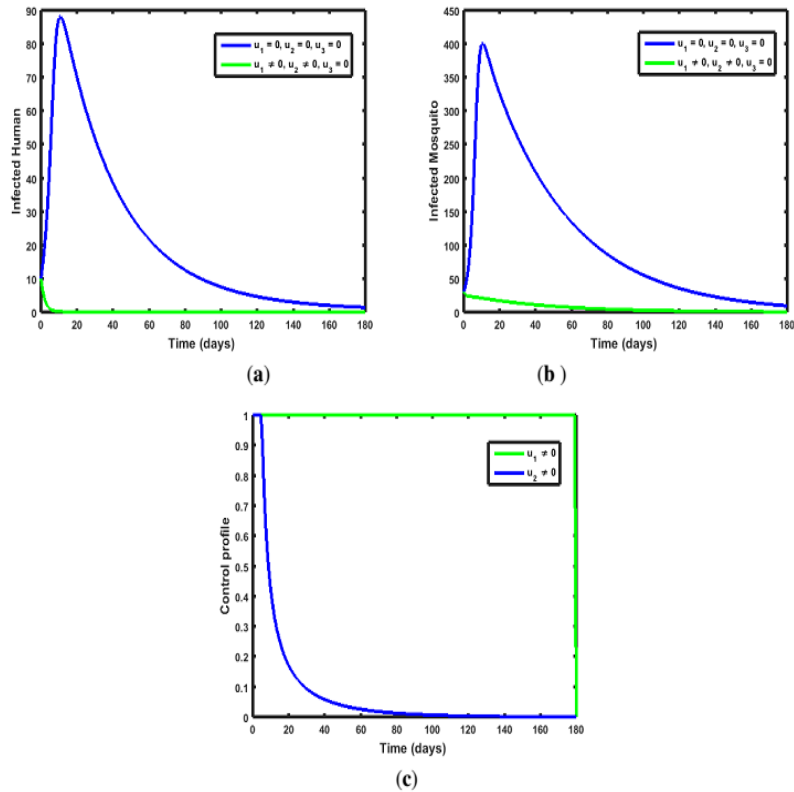 90
80
70
60
50
40
30
20
10
0
Infected Human
u1 = 0, u2 = 0, u3 = 0
u1 ≠ 0, u2 ≠ 0, u3 = 0
0 20 40 60 80 100 120 140 160 180
Time (days)
(a)
450
400
350
300
250
200
150
100
50
0
Infected Mosquito
u1 = 0, u2 = 0, u3 = 0
u1 ≠ 0, u2 ≠ 0, u3 = 0
0 20 40 60 80 100 120 140 160 180
Time (days)
(b )
1
0.9
0.8
0.7
0.6
0.5
0.4
0.3
0.2
0.1
0
Control profile
u1 ≠ 0
u2 ≠ 0
0 20 40 60 80 100 120 140 160 180
Time (days)
(c)